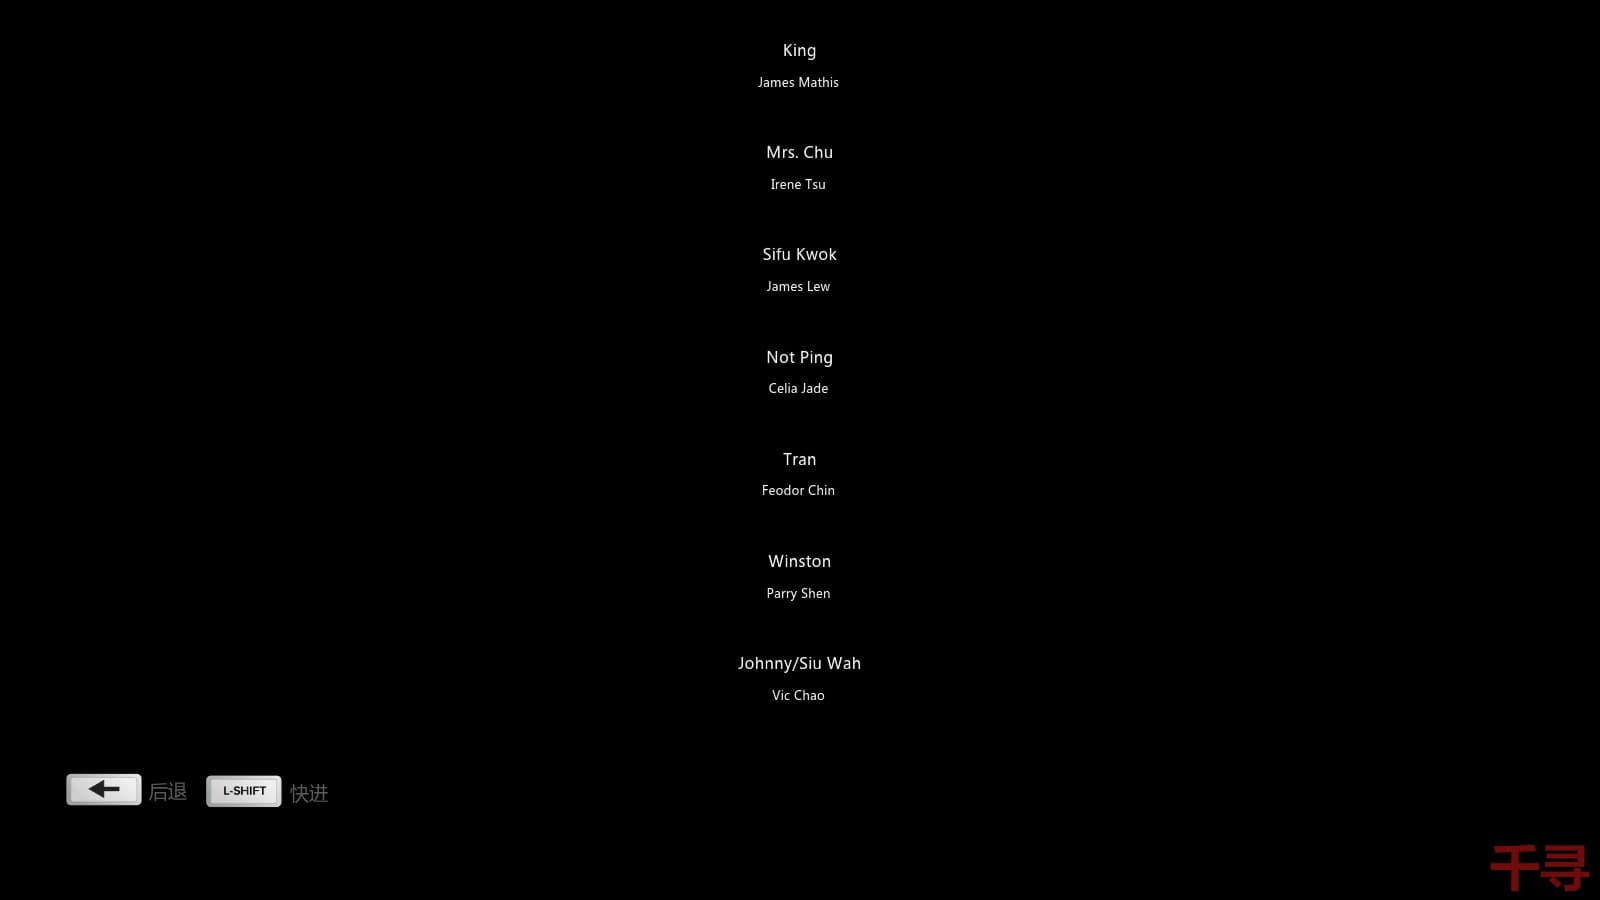 King
James Mathis
Mrs. Chu
Irene Tsu
Sifu Kwok
James Lew
Not Ping
Celia Jade
Tran
Feodor Chin
Winston
Parry Shen
Johnny/Siu Wah
Vic Chao
后退 L-SHIFT 快进
千寻